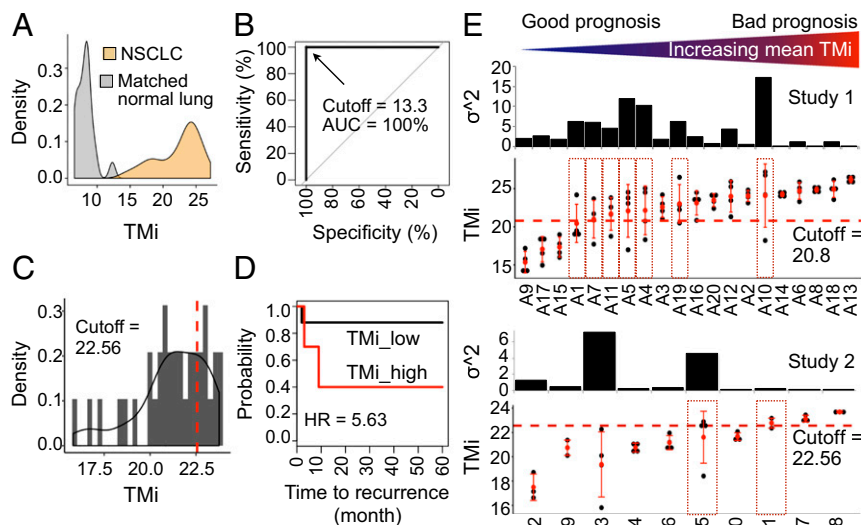 A
NSCLC
Matched
normal lung
Density
0.3
0.2
0.1
0.0
10
15
20
25
TMi
B
Sensitivity (%)
100
80
60
40
20
0
Cutoff = 13.3
AUC = 100%
100
80
60
40
20
0
Specificity (%)
C
Cutoff =
22.56
Density
0.3
0.2
0.1
0.0
17.5
20.0
22.5
TMi
D
Probability
1.0
0.8
0.6
0.4
0.2
0.0
TMi_low
TMi_high
HR = 5.63
0
10
20
30
40
50
60
Time to recurrence
(month)
E
Good prognosis
Bad prognosis
Increasing mean TMi
σ^2
20
15
10
5
0
Study 1
TMi
25
20
15
Cutoff =
20.8
A9
A17
A15
A1
A7
A11
A5
A4
A3
A19
A16
A20
A12
A2
A10
A14
A6
A8
A18
A13
σ^2
6
4
2
0
Study 2
TMi
24
22
20
18
16
Cutoff =
22.56